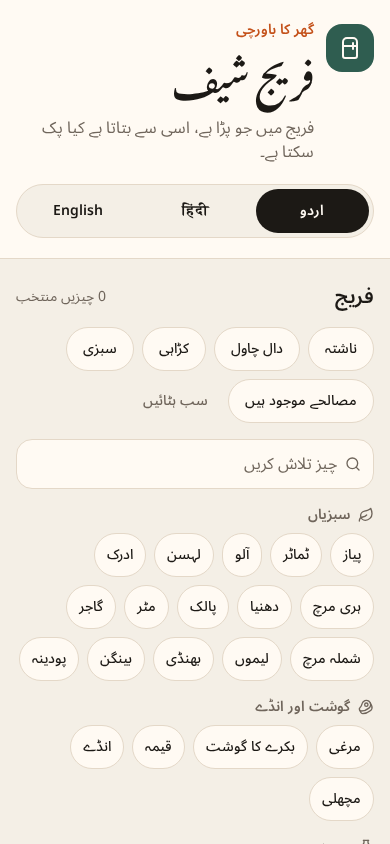 گھر کا باورچی
فریج شیف
فریج میں جو پڑا ہے، اسی سے بتاتا ہے کیا پک
سکتا ہے۔
اردو
हिंदी
English
فریج
0 چیزیں منتخب
ناشتہ
دال چاول
کڑاہی
سبزی
مصالحے موجود ہیں
سب ہٹائیں
چیز تلاش کریں
سبزیاں
پیاز
ٹماٹر
آلو
لہسن
ادرک
ہری مرچ
دھنیا
پالک
مٹر
گاجر
شملہ مرچ
لیموں
بھنڈی
بینگن
پودینہ
گوشت اور انڈے
مرغی
بکرے کا گوشت
قیمہ
انڈے
مچھلی